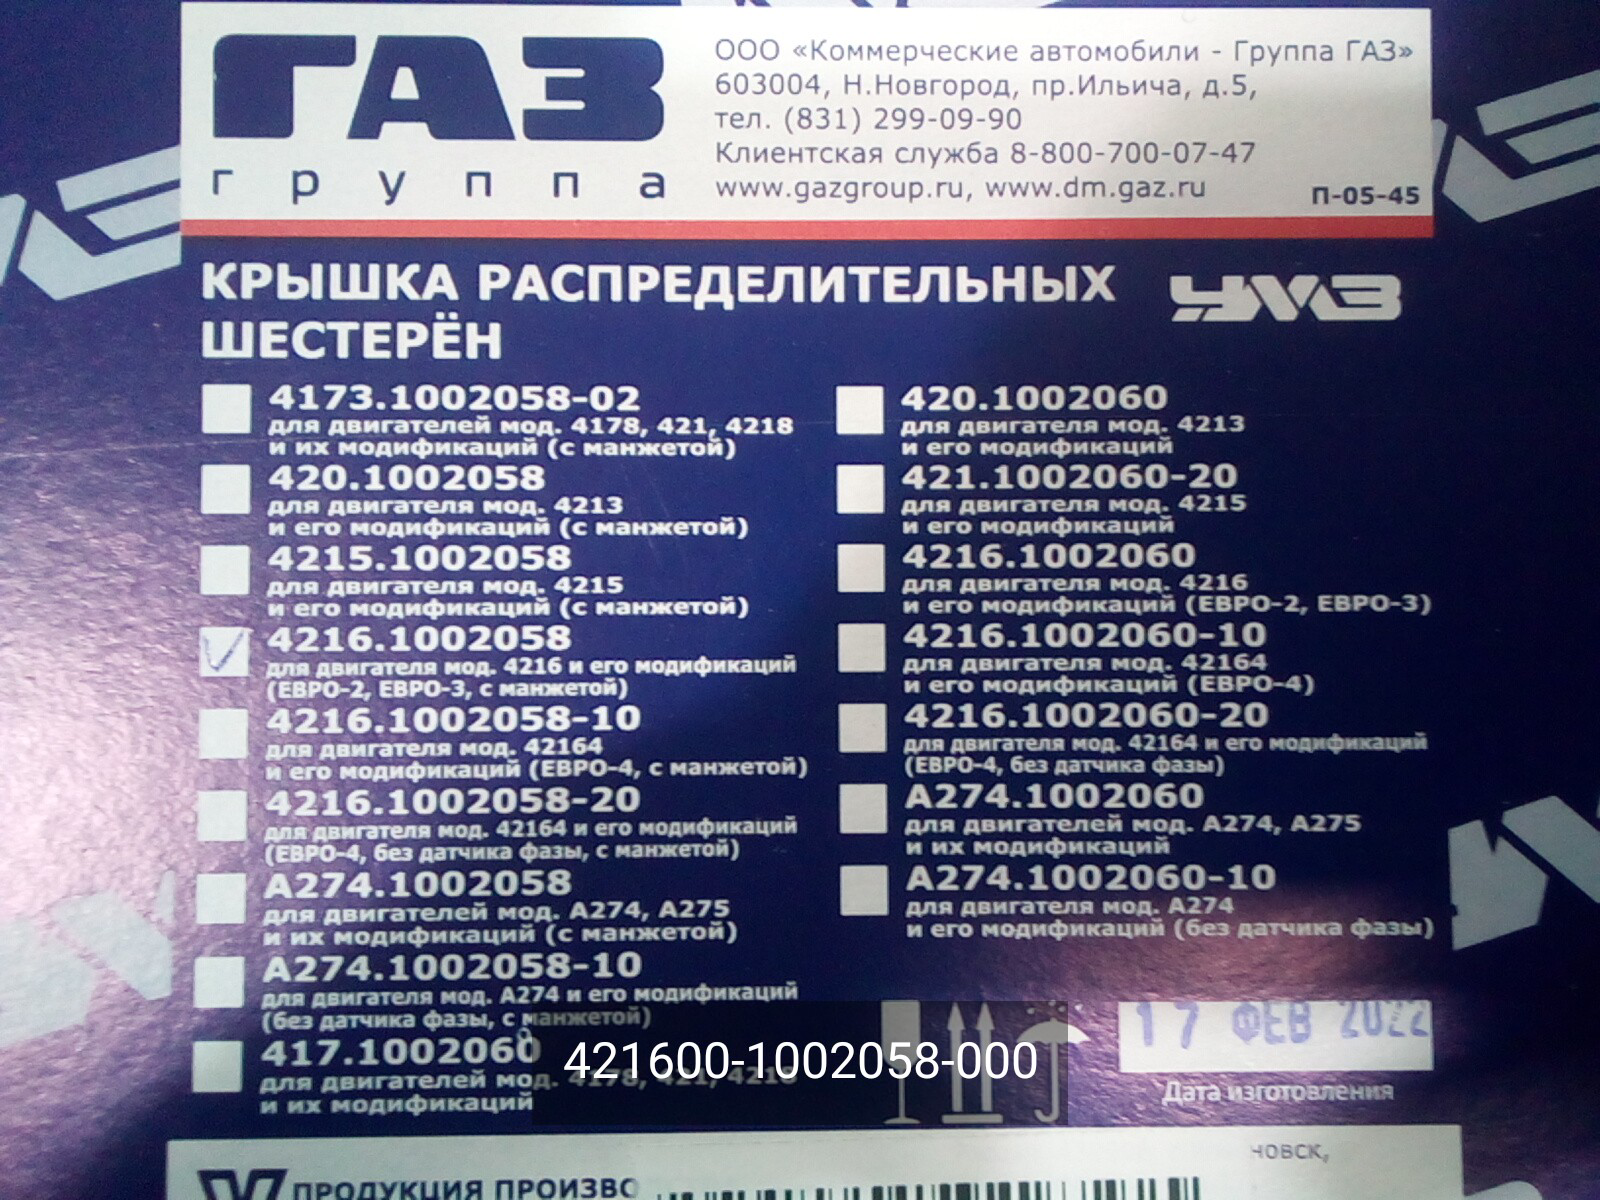 ГАЗ
группа
ООО «Коммерческие автомобили - Группа ГАЗ»
603004, Н.Новгород, пр.Ильича, д.5,
тел. (831) 299-09-90
Клиентская служба 8-800-700-07-47
www.gazgroup.ru, www.dm.gaz.ru
П-05-45
КРЫШКА РАСПРЕДЕЛИТЕЛЬНЫХ
ШЕСТЕРЁН
УМЗ
4173.1002058-02
для двигателей мод. 4178, 421, 4218
и их модификаций (с манжетой)
420.1002058
для двигателя мод. 4213
и его модификаций (с манжетой)
4215.1002058
для двигателя мод. 4215
и его модификаций (с манжетой)
4216.1002058
для двигателя мод. 4216 и его модификаций
(ЕВРО-2, ЕВРО-3, с манжетой)
4216.1002058-10
для двигателя мод. 42164
и его модификаций (ЕВРО-4, с манжетой)
4216.1002058-20
для двигателя мод. 42164 и его модификаций
(ЕВРО-4, без датчика фазы, с манжетой)
А274.1002058
для двигателей мод. А274, А275
и их модификаций (с манжетой)
А274.1002058-10
для двигателя мод. А274 и его модификаций
(без датчика фазы, с манжетой)
417.1002060
для двигателей мод. 4178, 421, 4218
и их модификаций
420.1002060
для двигателя мод. 4213
и его модификаций
421.1002060-20
для двигателя мод. 4215
и его модификаций
4216.1002060
для двигателя мод. 4216
и его модификаций (ЕВРО-2, ЕВРО-3)
4216.1002060-10
для двигателя мод. 42164
и его модификаций (ЕВРО-4)
4216.1002060-20
для двигателя мод. 42164 и его модификаций
(ЕВРО-4, без датчика фазы)
А274.1002060
для двигателей мод. А274, А275
и их модификаций
А274.1002060-10
для двигателя мод. А274
и его модификаций (без датчика фазы)
421600-1002058-000
17 ФЕВ 2022
Дата изготовления
ПРОДУКЦИЯ ПРОИЗВО
новск,